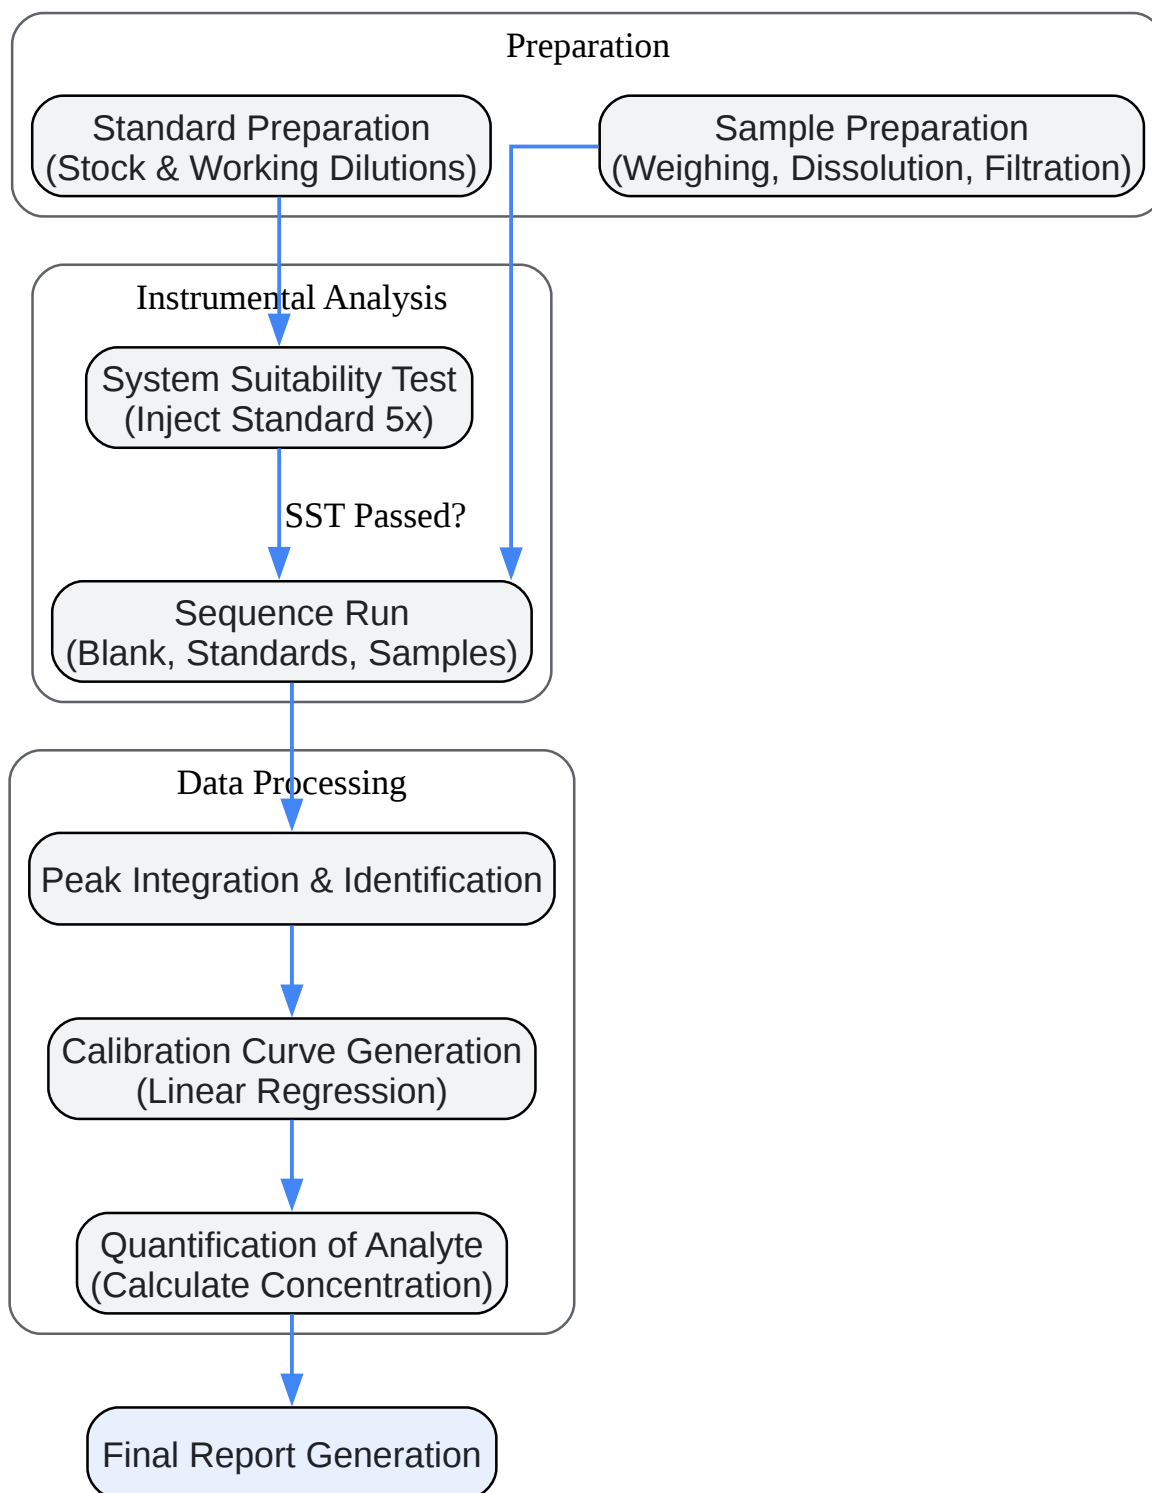 Preparation
Standard Preparation
(Stock & Working Dilutions)
Sample Preparation
(Weighing, Dissolution, Filtration)
Instrumental Analysis
System Suitability Test
(Inject Standard 5x)
SST Passed?
Sequence Run
(Blank, Standards, Samples)
Data Processing
Peak Integration & Identification
Calibration Curve Generation
(Linear Regression)
Quantification of Analyte
(Calculate Concentration)
Final Report Generation